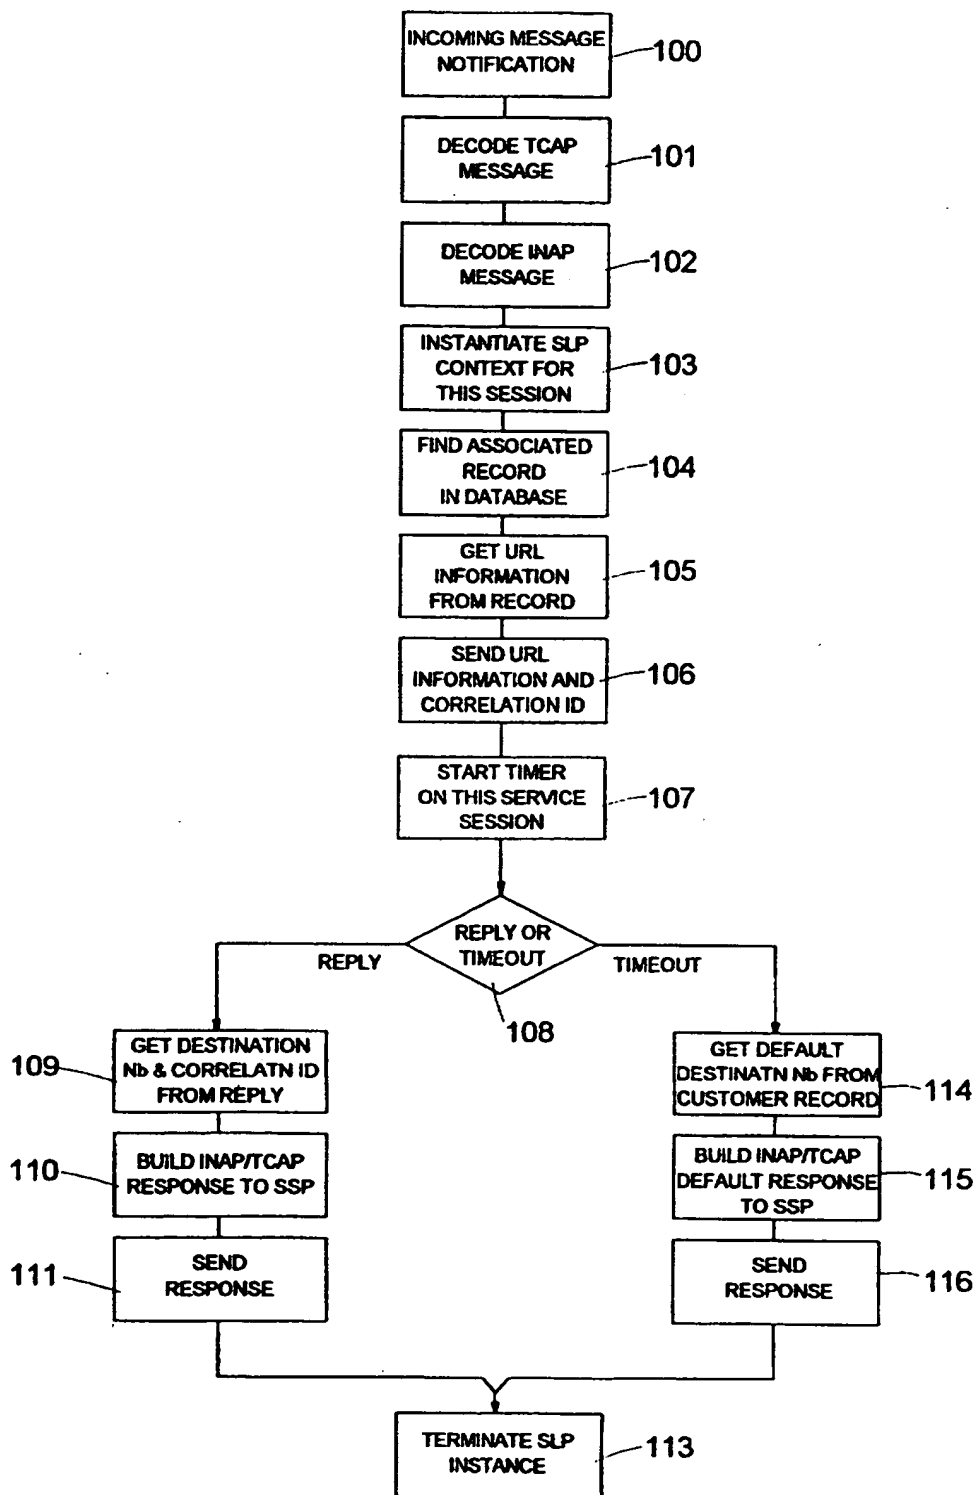 INCOMING MESSAGE
NOTIFICATION
100
DECODE TCAP
MESSAGE
101
DECODE INAP
MESSAGE
102
INSTANTIATE SLP
CONTEXT FOR
THIS SESSION
103
FIND ASSOCIATED
RECORD
IN DATABASE
104
GET URL
INFORMATION
FROM RECORD
105
SEND URL
INFORMATION AND
CORRELATION ID
106
START TIMER
ON THIS SERVICE
SESSION
107
REPLY OR
TIMEOUT
REPLY
TIMEOUT
108
GET DESTINATION
Nb & CORRELATN ID
FROM REPLY
109
BUILD INAP/TCAP
RESPONSE TO SSP
110
SEND
RESPONSE
111
GET DEFAULT
DESTINATN Nb FROM
CUSTOMER RECORD
114
BUILD INAP/TCAP
DEFAULT RESPONSE
TO SSP
115
SEND
RESPONSE
116
TERMINATE SLP
INSTANCE
113